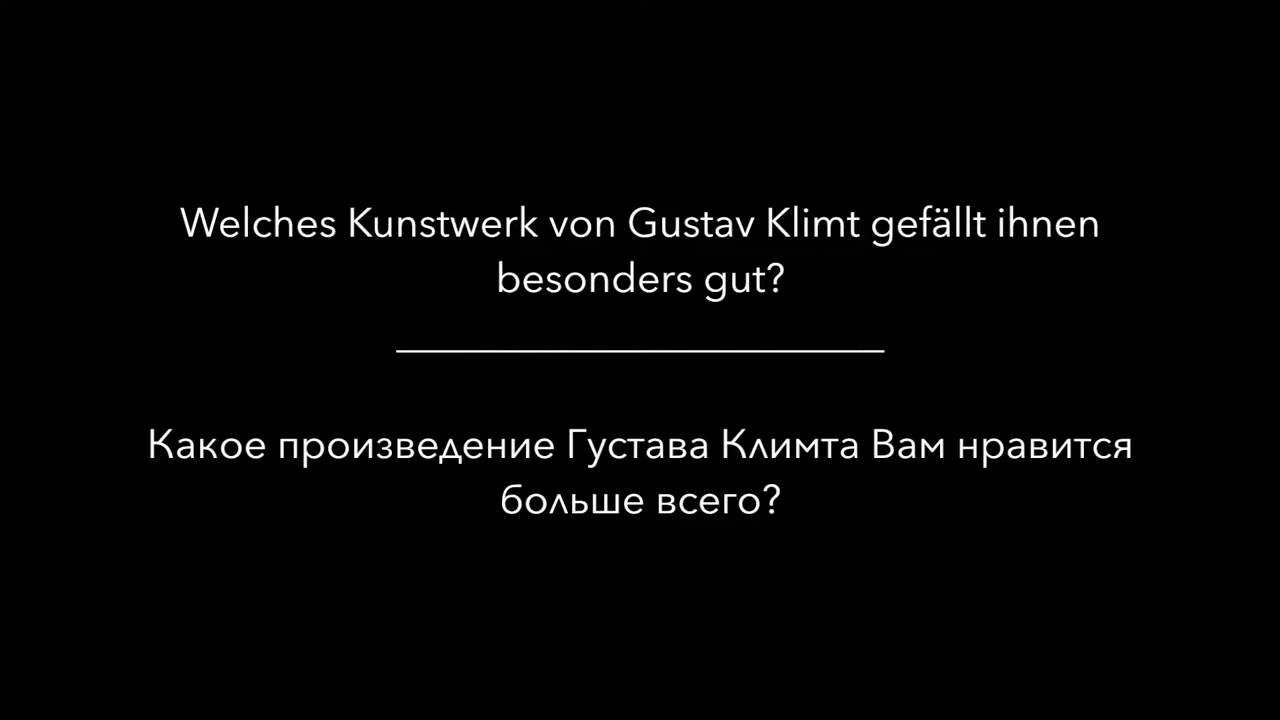 Welches Kunstwerk von Gustav Klimt gefällt ihnen
besonders gut?
Какое произведение Густава Климта Вам нравится
больше всего?